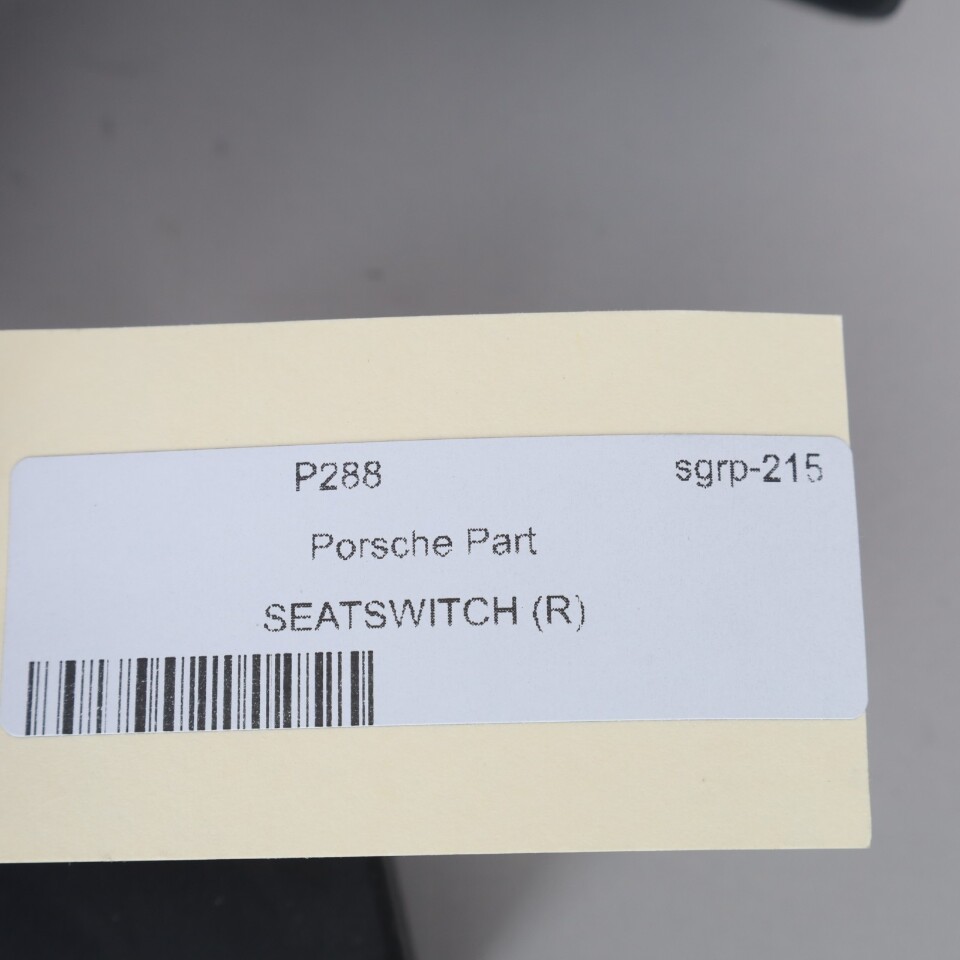 P288 sgrp-215
Porsche Part
SEATSWITCH (R)